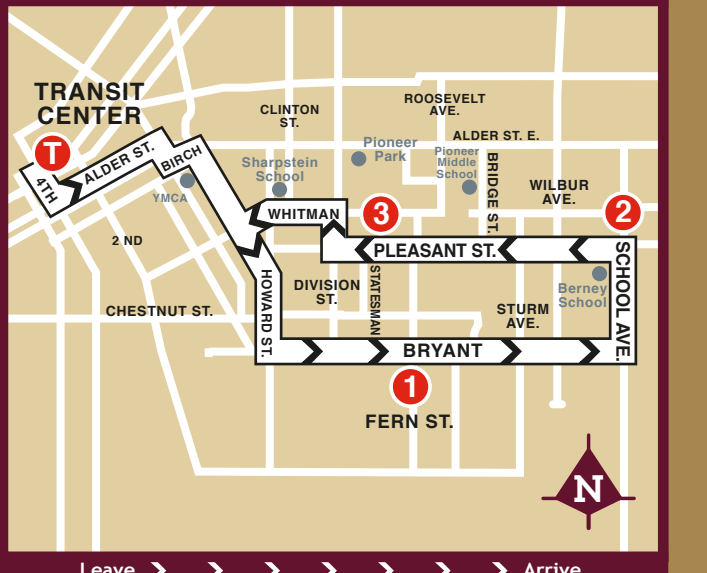 TRANSIT
CENTER
T
4TH
ALDER ST.
BIRCH
YMCA
2 ND
CHESTNUT ST.
CLINTON
ST.
Sharpstein
School
WHITMAN
Pioneer
Park
ROOSEVELT
AVE.
ALDER ST. E.
Pioneer
Middle
School
BRIDGE ST.
WILBUR
AVE.
3
2
PLEASANT ST.
SCHOOL AVE.
Berney
School
HOWARD ST.
DIVISION
ST.
STATESMAN
STURM
AVE.
BRYANT
1
FERN ST.
N
Leave
Arrive